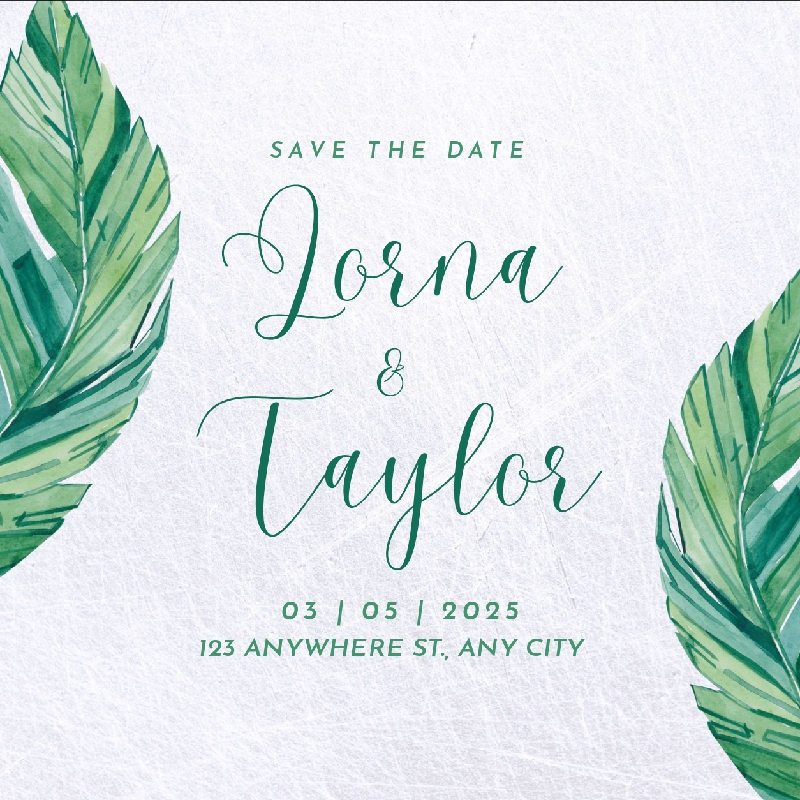 SAVE THE DATE
Lorna
&
Taylor
03 | 05 | 2025
123 ANYWHERE ST., ANY CITY